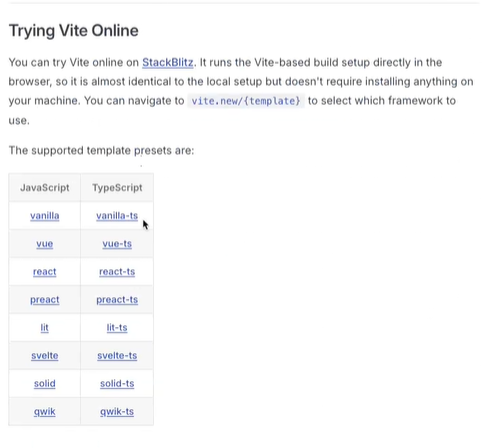 Trying Vite Online
You can try Vite online on StackBlitz. It runs the Vite-based build setup directly in the
browser, so it is almost identical to the local setup but doesn't require installing anything on
your machine. You can navigate to vite.new/{template} to select which framework to
use.
The supported template presets are:
JavaScript TypeScript
vanilla vanilla-ts
vue vue-ts
react react-ts
preact preact-ts
lit lit-ts
svelte svelte-ts
solid solid-ts
qwik qwik-ts